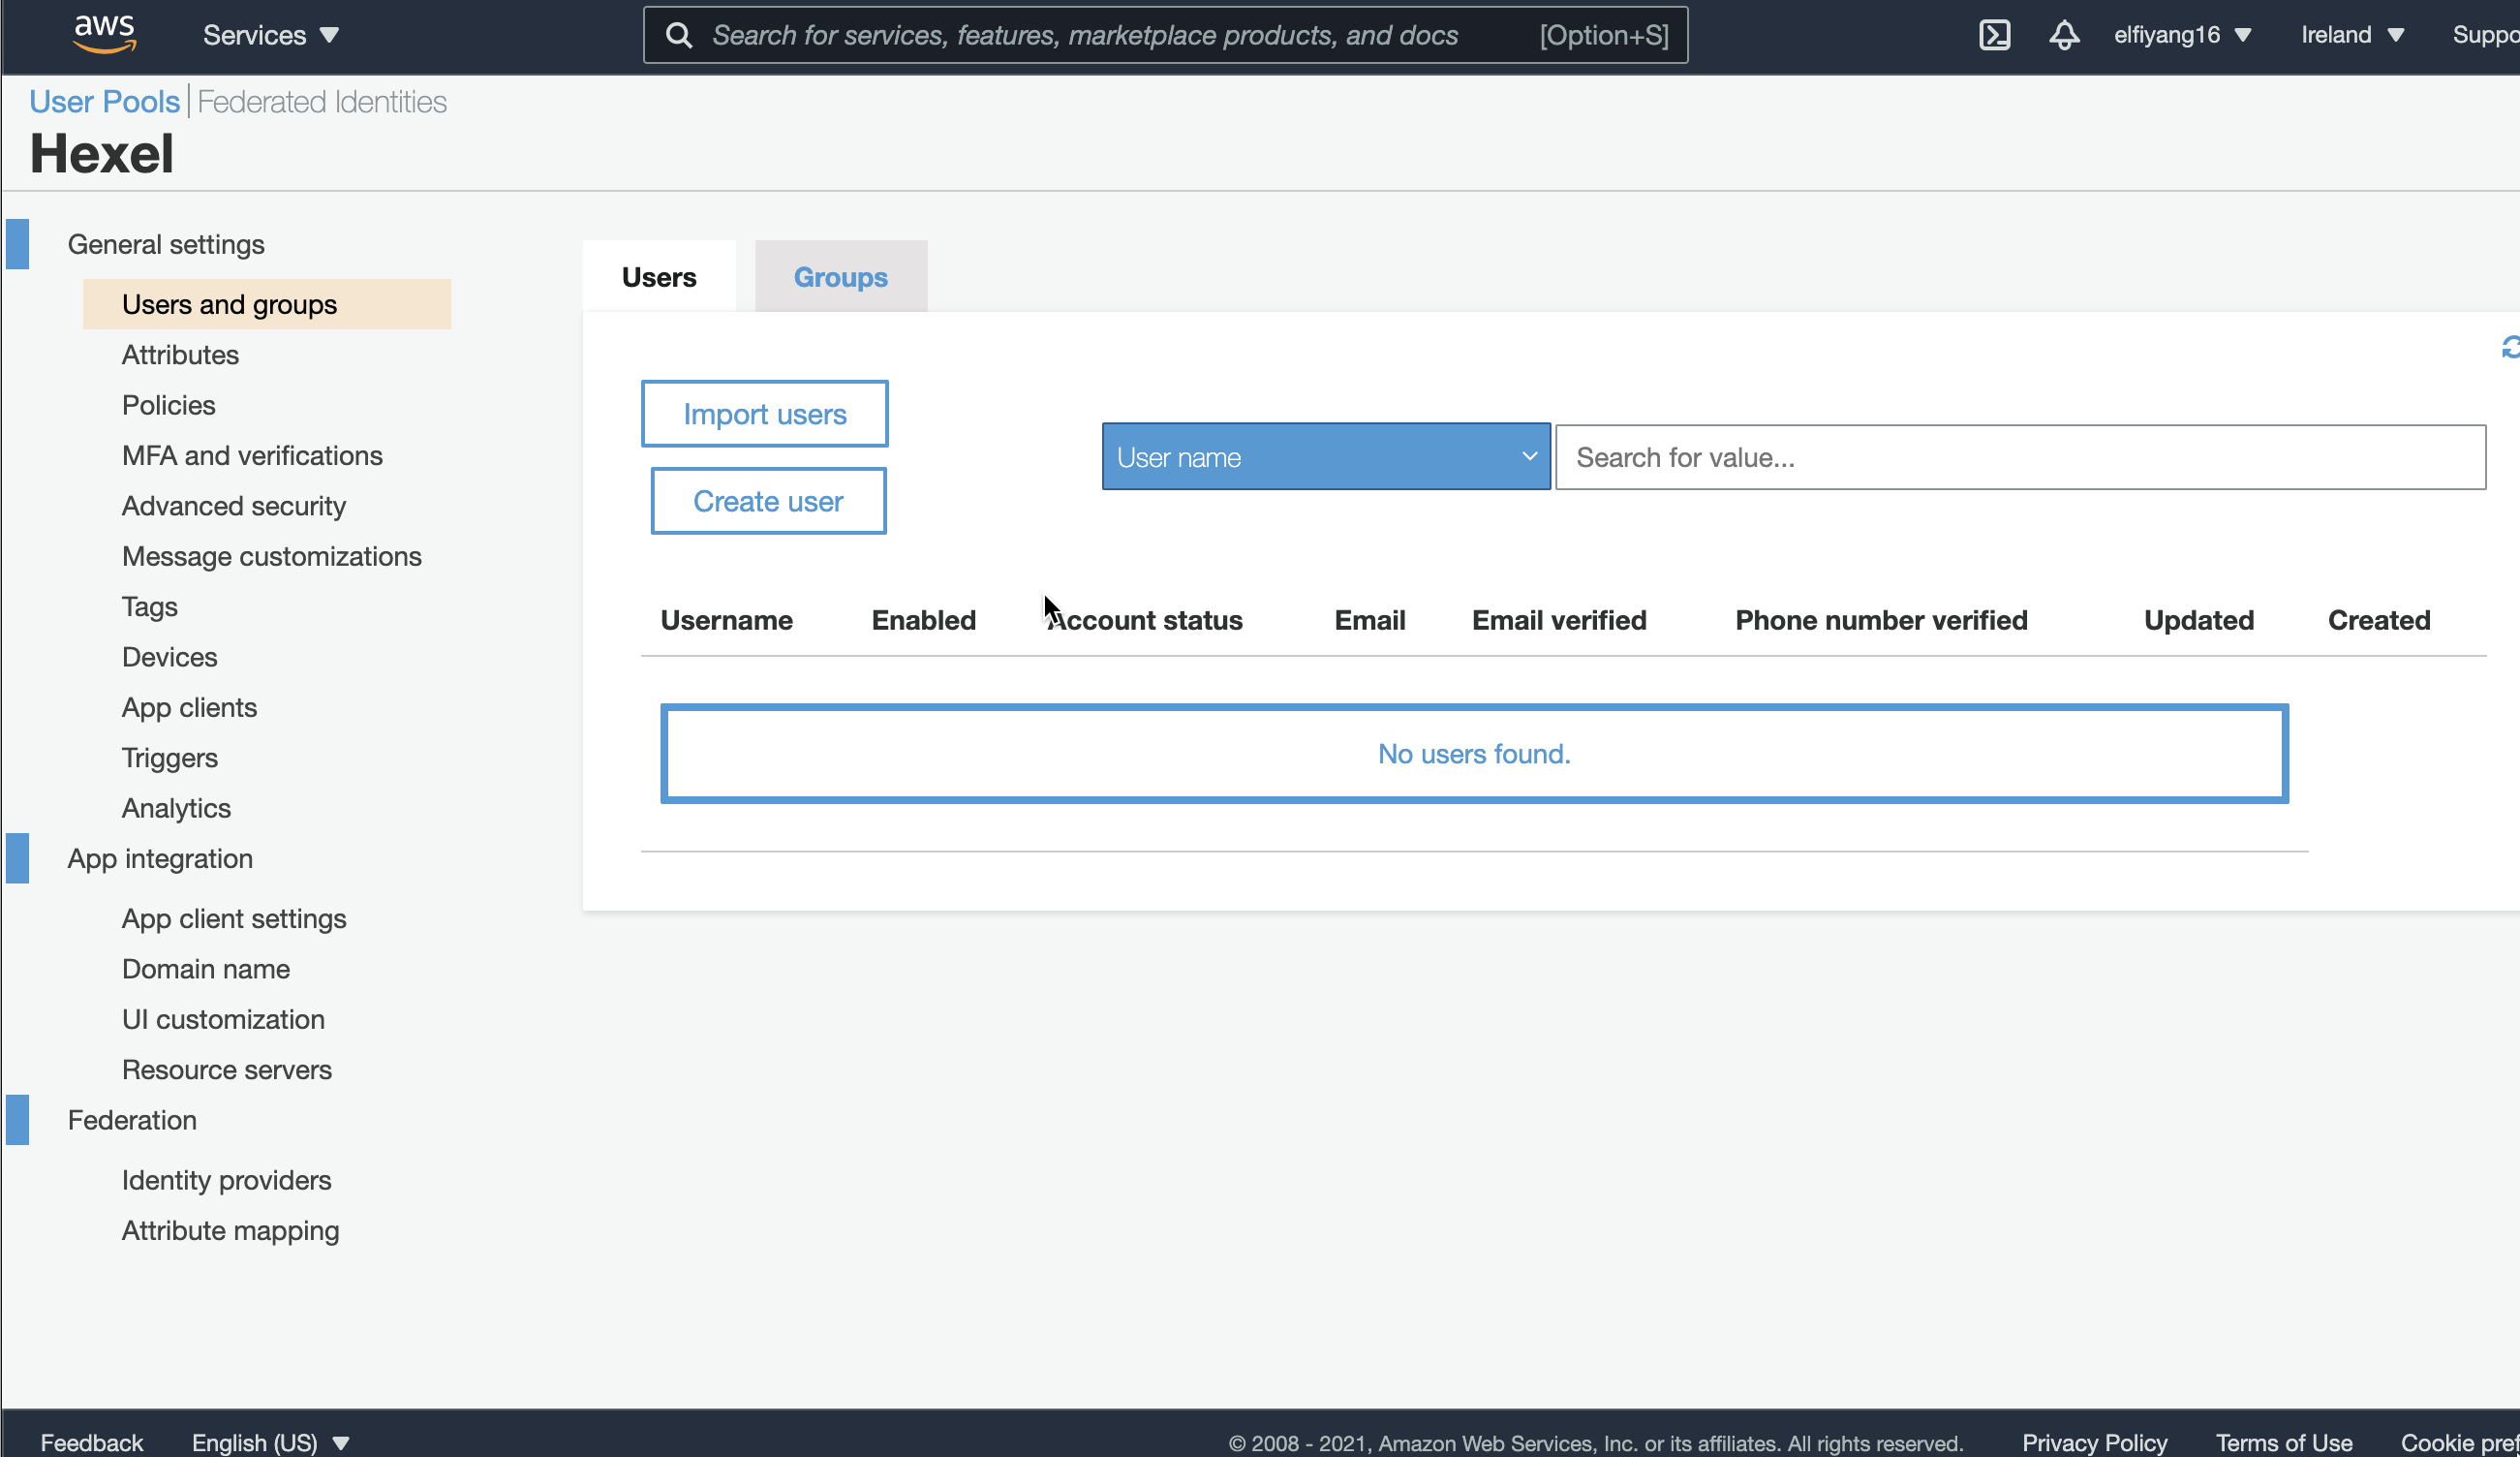 aws Services Search for services, features, marketplace products, and docs [Option+S] elfiyang16 Ireland
User Pools Federated Identities
Hexel
General settings
Users and groups
Attributes
Policies
MFA and verifications
Advanced security
Message customizations
Tags
Devices
App clients
Triggers
Analytics
App integration
App client settings
Domain name
UI customization
Resource servers
Federation
Identity providers
Attribute mapping
Users Groups
Import users
Create user
User name Search for value...
Username Enabled Account status Email Email verified Phone number verified Updated Created
No users found.
Feedback English (US) © 2008 - 2021, Amazon Web Services, Inc. or its affiliates. All rights reserved. Privacy Policy Terms of Use Cookie